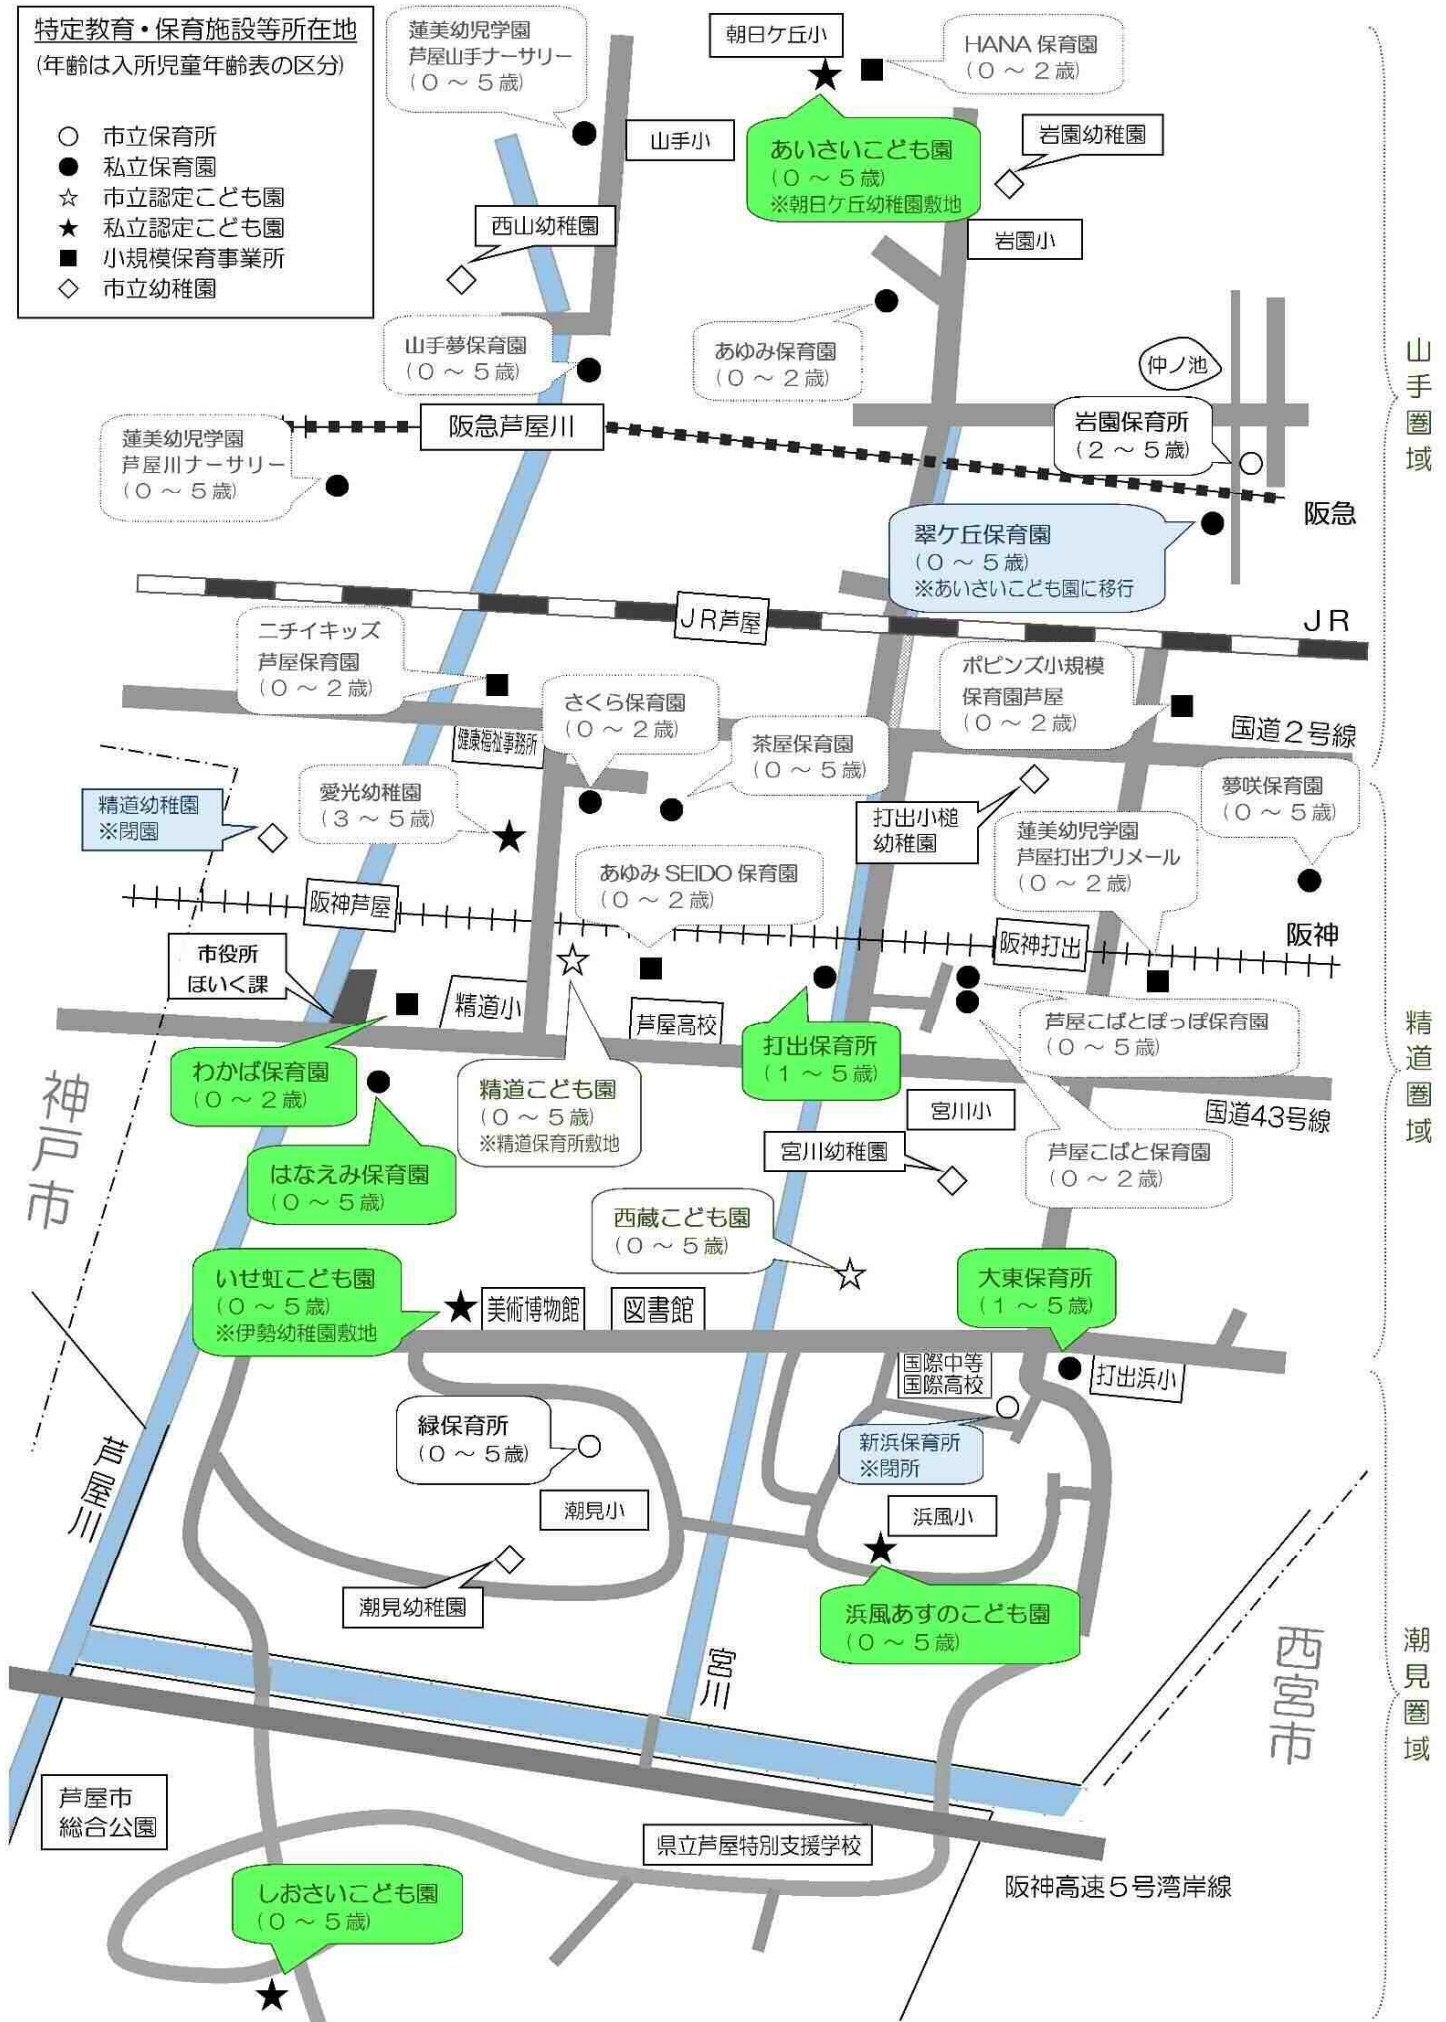 特定教育・保育施設等所在地
(年齢は入所児童年齢表の区分)
○ 市立保育所
● 私立保育園
☆ 市立認定こども園
★ 私立認定こども園
■ 小規模保育事業所
◇ 市立幼稚園
蓮美幼児学園
芦屋山手ナーサリー
(０～５歳)
朝日ケ丘小
HANA 保育園
(０～２歳)
山手小
あいさいこども園
(０～５歳)
※朝日ケ丘幼稚園敷地
岩園幼稚園
西山幼稚園
岩園小
山手夢保育園
(０～５歳)
あゆみ保育園
(０～２歳)
仲ノ池
山手圏域
蓮美幼児学園
芦屋川ナーサリー
(０～５歳)
阪急芦屋川
岩園保育所
(２～５歳)
阪急
翠ケ丘保育園
(０～５歳)
※あいさいこども園に移行
ＪＲ芦屋
ＪＲ
ニチイキッズ
芦屋保育園
(０～２歳)
さくら保育園
(０～２歳)
ポピンズ小規模
保育園芦屋
(０～２歳)
国道２号線
健康福祉事務所
茶屋保育園
(０～５歳)
精道幼稚園
※閉園
愛光幼稚園
(３～５歳)
打出小槌
幼稚園
蓮美幼児学園
芦屋打出プリメール
(０～２歳)
夢咲保育園
(０～５歳)
あゆみ SEIDO 保育園
(０～２歳)
阪神芦屋
阪神打出
阪神
市役所
ほいく課
精道小
芦屋高校
わかば保育園
(０～２歳)
精道こども園
(０～５歳)
※精道保育所敷地
打出保育所
(１～５歳)
芦屋こばとぽっぽ保育園
(０～５歳)
精道圏域
国道43号線
宮川小
神戸市
はなえみ保育園
(０～５歳)
宮川幼稚園
芦屋こばと保育園
(０～２歳)
西蔵こども園
(０～５歳)
いせ虹こども園
(０～５歳)
※伊勢幼稚園敷地
美術博物館
図書館
大東保育所
(１～５歳)
国際中等
国際高校
打出浜小
緑保育所
(０～５歳)
新浜保育所
※閉所
芦屋川
潮見小
浜風小
潮見幼稚園
浜風あすのこども園
(０～５歳)
宮川
西宮市
潮見圏域
芦屋市
総合公園
県立芦屋特別支援学校
阪神高速５号湾岸線
しおさいこども園
(０～５歳)